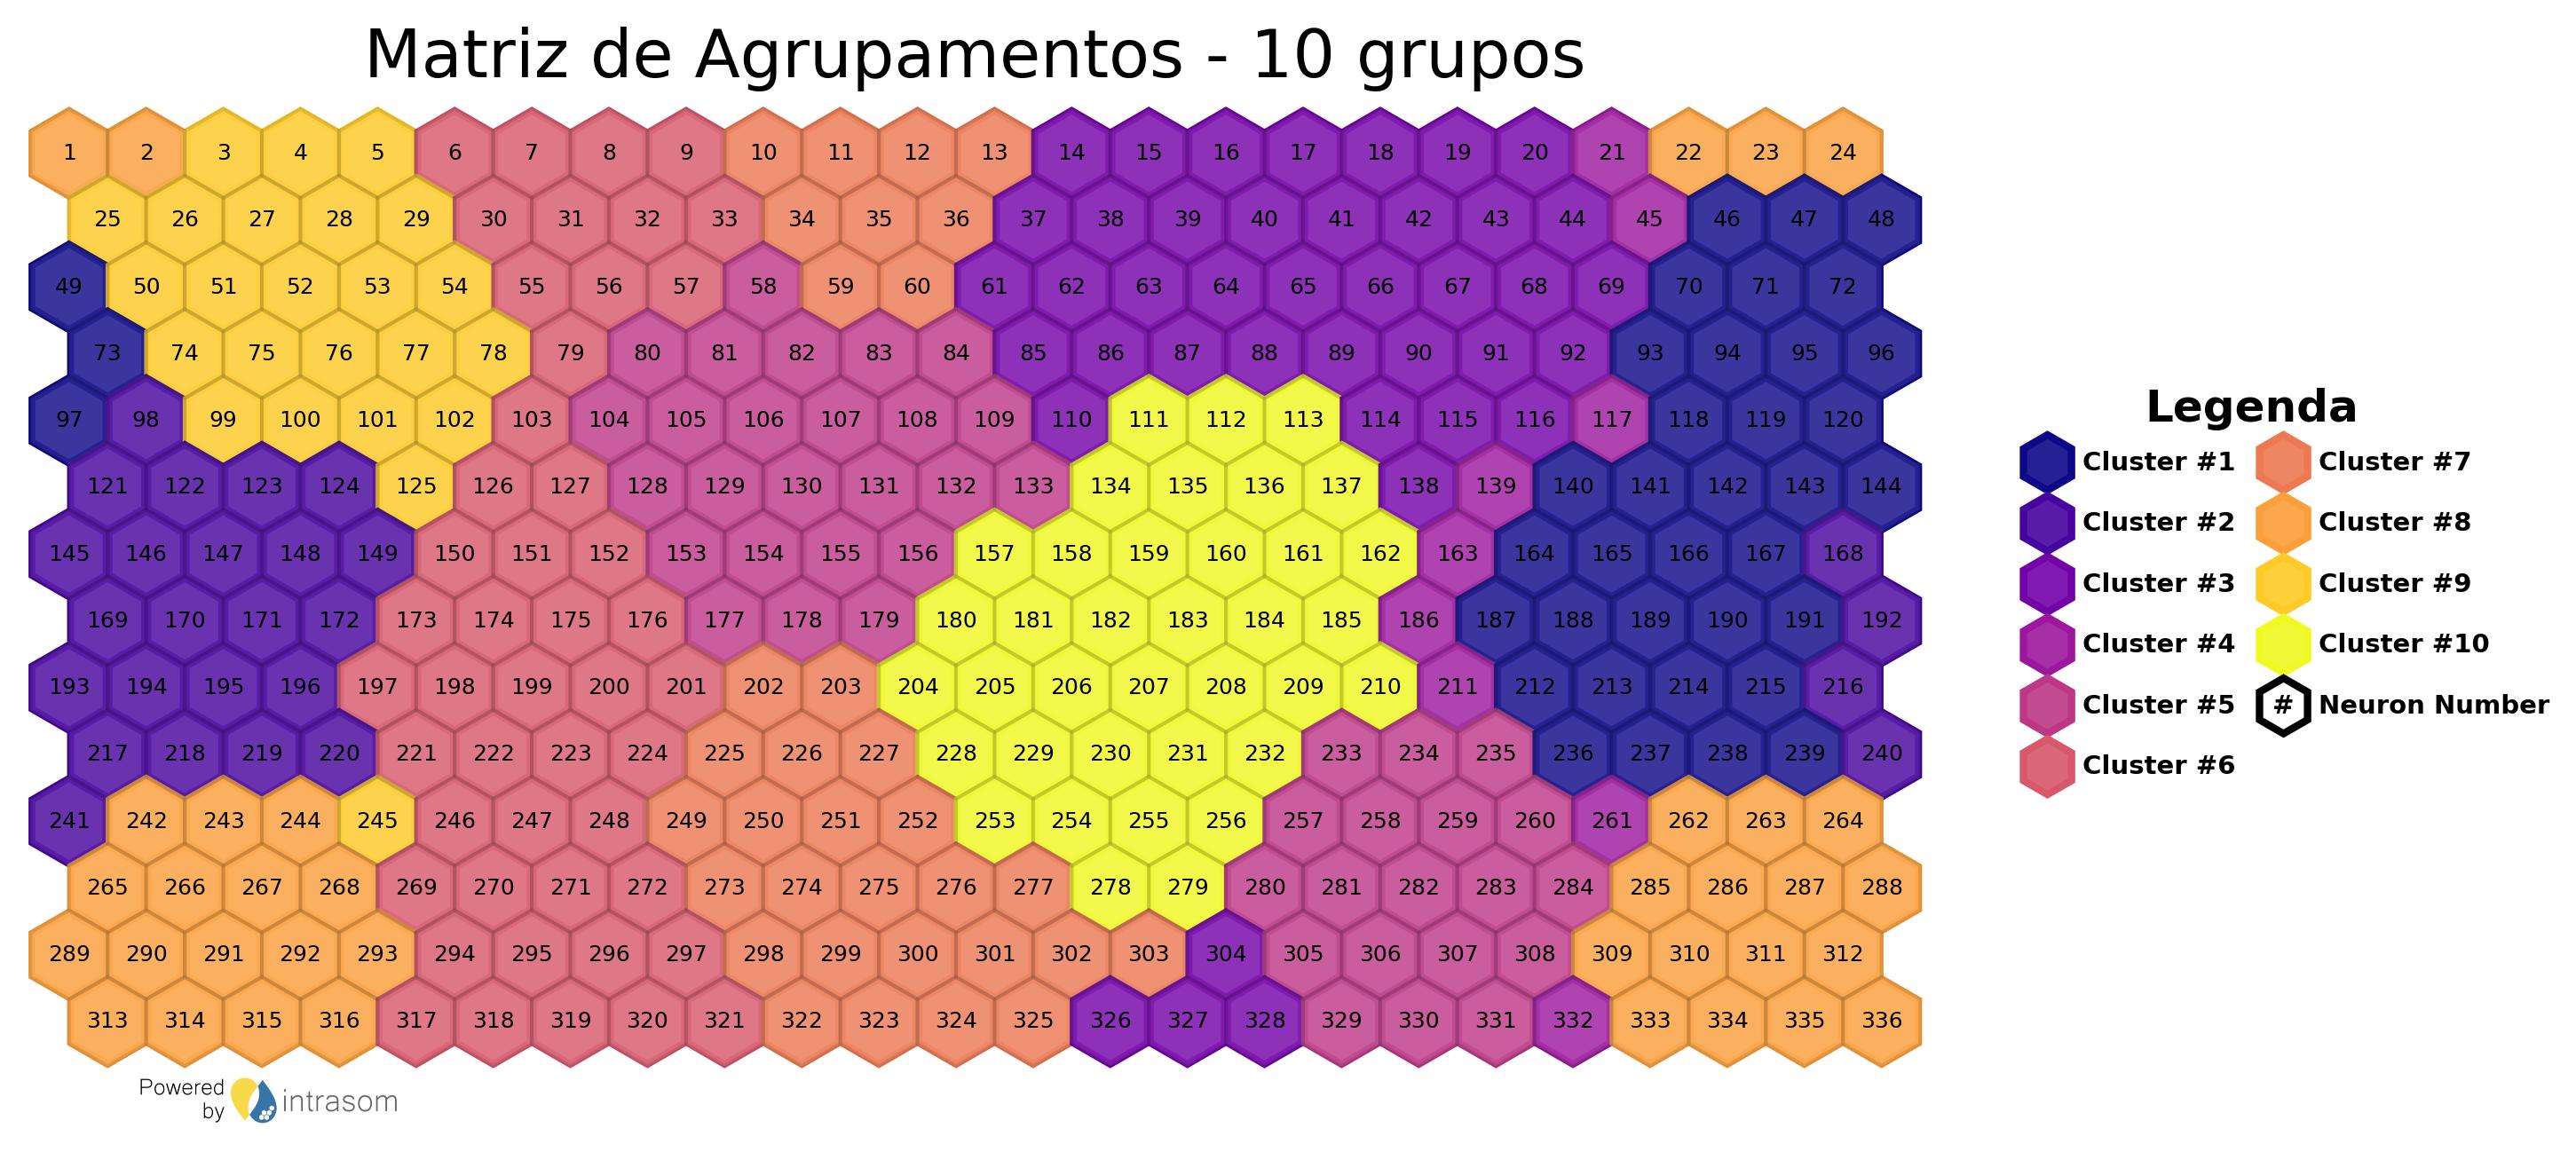 Matriz de Agrupamentos - 10 grupos
1 2 3 4 5 6 7 8 9 10 11 12 13 14 15 16 17 18 19 20 21 22 23 24
25 26 27 28 29 30 31 32 33 34 35 36 37 38 39 40 41 42 43 44 45 46 47 48
49 50 51 52 53 54 55 56 57 58 59 60 61 62 63 64 65 66 67 68 69 70 71 72
73 74 75 76 77 78 79 80 81 82 83 84 85 86 87 88 89 90 91 92 93 94 95 96
97 98 99 100 101 102 103 104 105 106 107 108 109 110 111 112 113 114 115 116 117 118 119 120
121 122 123 124 125 126 127 128 129 130 131 132 133 134 135 136 137 138 139 140 141 142 143 144
145 146 147 148 149 150 151 152 153 154 155 156 157 158 159 160 161 162 163 164 165 166 167 168
169 170 171 172 173 174 175 176 177 178 179 180 181 182 183 184 185 186 187 188 189 190 191 192
193 194 195 196 197 198 199 200 201 202 203 204 205 206 207 208 209 210 211 212 213 214 215 216
217 218 219 220 221 222 223 224 225 226 227 228 229 230 231 232 233 234 235 236 237 238 239 240
241 242 243 244 245 246 247 248 249 250 251 252 253 254 255 256 257 258 259 260 261 262 263 264
265 266 267 268 269 270 271 272 273 274 275 276 277 278 279 280 281 282 283 284 285 286 287 288
289 290 291 292 293 294 295 296 297 298 299 300 301 302 303 304 305 306 307 308 309 310 311 312
313 314 315 316 317 318 319 320 321 322 323 324 325 326 327 328 329 330 331 332 333 334 335 336
Legenda
Cluster #1
Cluster #2
Cluster #3
Cluster #4
Cluster #5
Cluster #6
Cluster #7
Cluster #8
Cluster #9
Cluster #10
# Neuron Number
Powered
by
intrasom